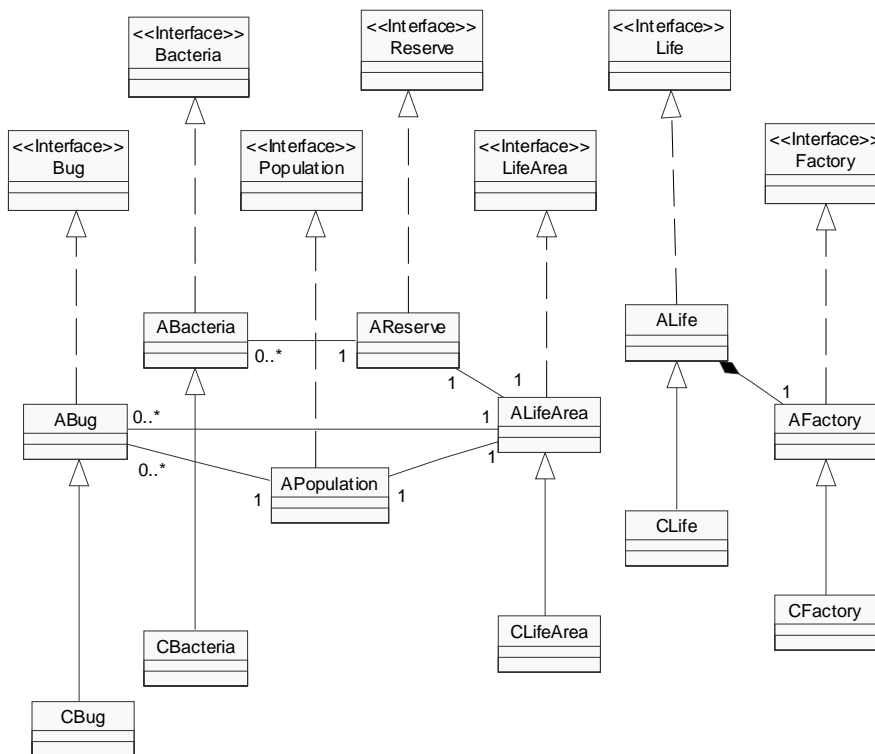 <<Interface>>
Bacteria
<<Interface>>
Reserve
<<Interface>>
Life
<<Interface>>
Bug
<<Interface>>
Population
<<Interface>>
LifeArea
<<Interface>>
Factory
ABacteria
0..*
1
AReserve
1
1
ALife
1
ABug
0..*
0..*
1
ALifeArea
1
AFactory
1
APopulation
1
CLife
CBacteria
CLifeArea
CFactory
CBug